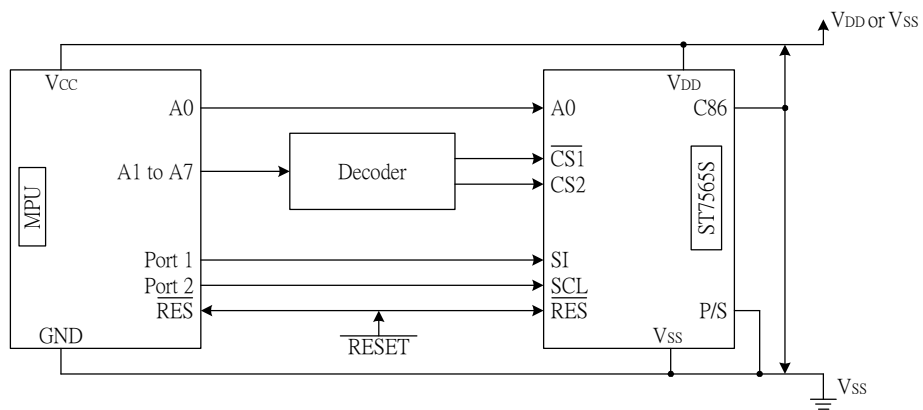 VDD or VSS
VCC
VDD
A0
A0
C86
A1 to A7
Decoder
CS1
CS2
MPU
ST7565S
Port 1
SI
Port 2
SCL
RES
RES
P/S
GND
RESET
VSS
VSS